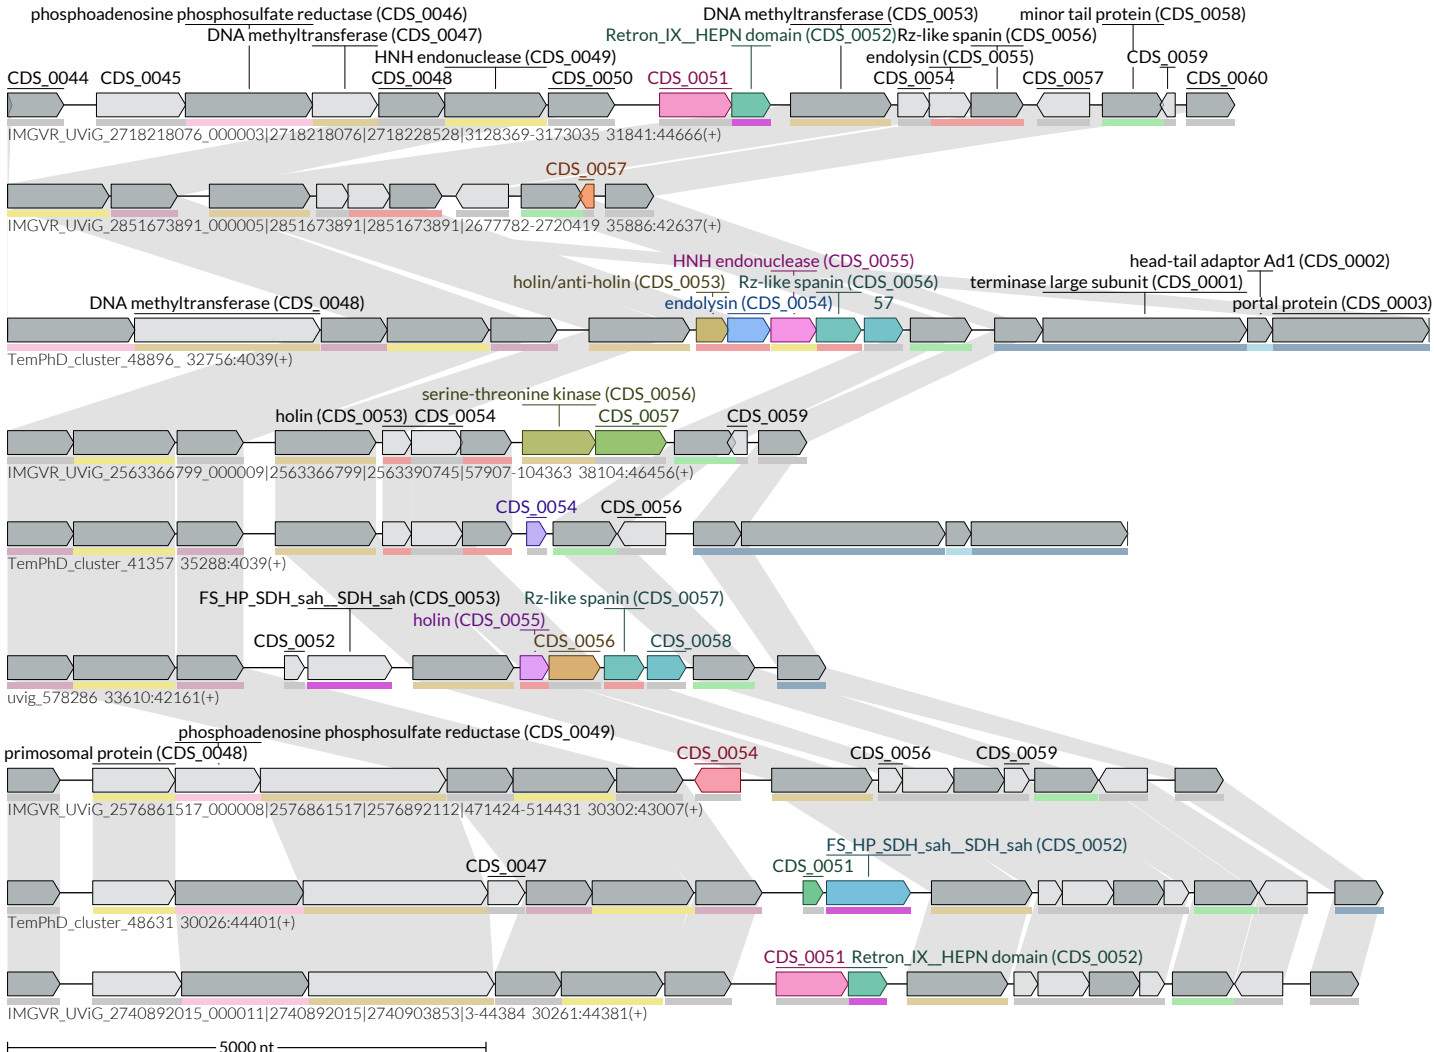 phosphoadenosine phosphosulfate reductase (CDS_0046) DNA methyltransferase (CDS_0053) minor tail protein (CDS_0058)
DNA methyltransferase (CDS_0047) Retron_IX__HEPN domain (CDS_0052) Rz-like spanin (CDS_0056)
HNH endonuclease (CDS_0049) endolysin (CDS_0055) CDS_0059
CDS_0044 CDS_0045 CDS_0048 CDS_0050 CDS_0051 CDS_0054 CDS_0057 CDS_0060
IMGVR_UViG_2718218076_000003|2718218076|2718228528|3128369-3173035 31841:44666(+)
CDS_0057
IMGVR_UViG_2851673891_000005|2851673891|2851673891|2677782-2720419 35886:42637(+)
HNH endonuclease (CDS_0055) head-tail adaptor Ad1 (CDS_0002)
holin/anti-holin (CDS_0053) Rz-like spanin (CDS_0056) terminase large subunit (CDS_0001)
DNA methyltransferase (CDS_0048) endolysin (CDS_0054) 57 portal protein (CDS_0003)
TemPhD_cluster_48896_ 32756:4039(+)
serine-threonine kinase (CDS_0056)
holin (CDS_0053) CDS_0054 CDS_0057 CDS_0059
IMGVR_UViG_2563366799_000009|2563366799|2563390745|57907-104363 38104:46456(+)
CDS_0054 CDS_0056
TemPhD_cluster_41357 35288:4039(+)
FS_HP_SDH_sah__SDH_sah (CDS_0053) Rz-like spanin (CDS_0057)
holin (CDS_0055)
CDS_0052 CDS_0056 CDS_0058
uvig_578286 33610:42161(+)
phosphoadenosine phosphosulfate reductase (CDS_0049)
primosomal protein (CDS_0048) CDS_0054 CDS_0056 CDS_0059
IMGVR_UViG_2576861517_000008|2576861517|2576892112|471424-514431 30302:43007(+)
FS_HP_SDH_sah__SDH_sah (CDS_0052)
CDS_0047 CDS_0051
TemPhD_cluster_48631 30026:44401(+)
CDS_0051 Retron_IX__HEPN domain (CDS_0052)
IMGVR_UViG_2740892015_000011|2740892015|2740903853|3-44384 30261:44381(+)
5000 nt